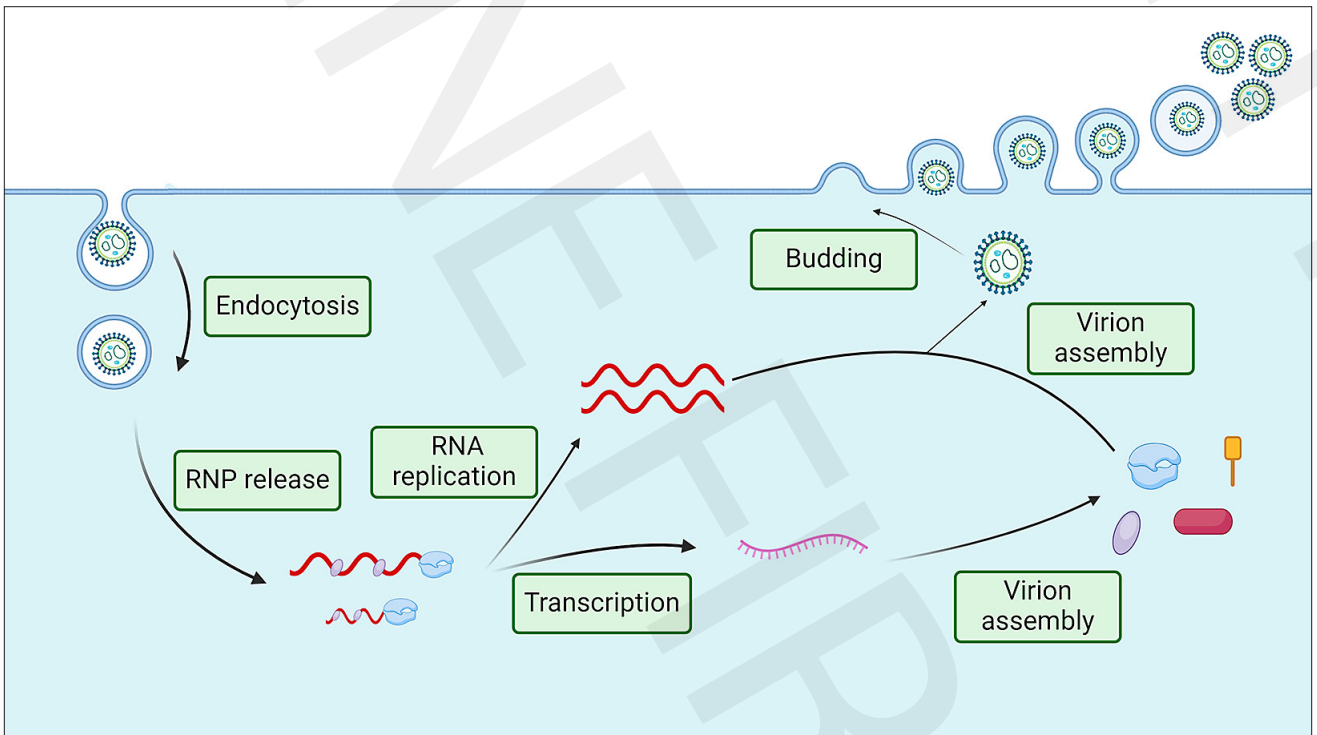 Endocytosis
RNP release
RNA
replication
Transcription
Budding
Virion
assembly
Virion
assembly